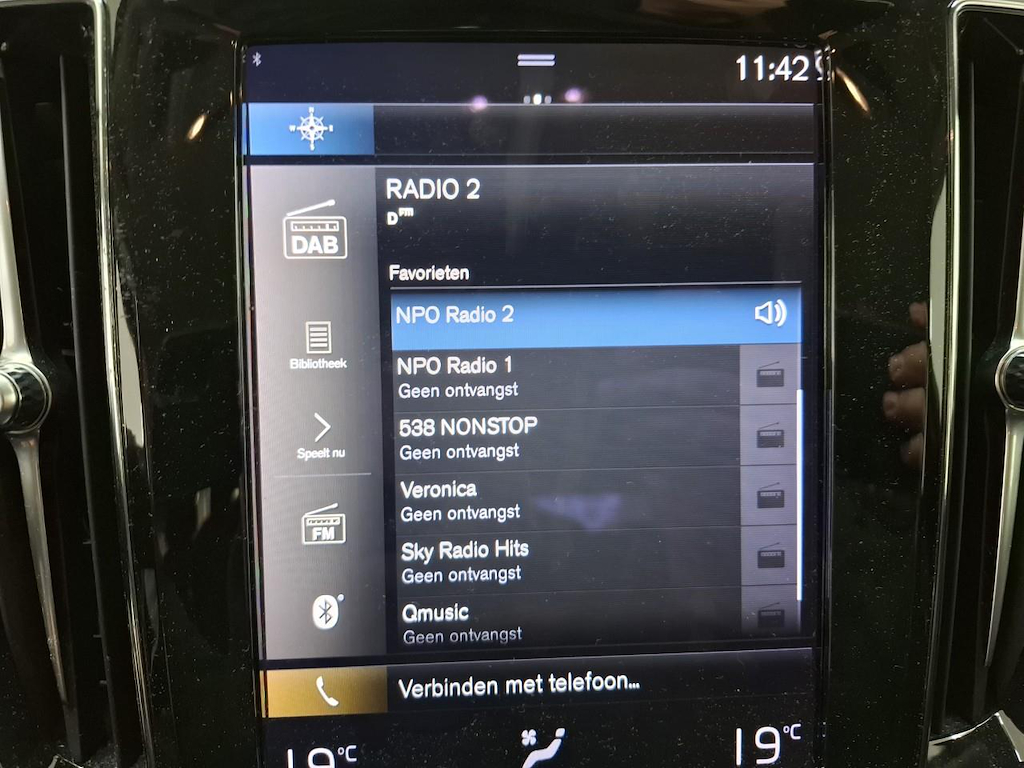 11:42
RADIO 2
D FM
DAB
Favorieten
NPO Radio 2
Bibliotheek
NPO Radio 1
Geen ontvangst
538 NONSTOP
Geen ontvangst
Speelt nu
Veronica
Geen ontvangst
FM
Sky Radio Hits
Geen ontvangst
Qmusic
Geen ontvangst
Verbinden met telefoon...
19°C
19°C